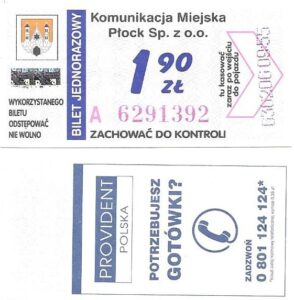 Komunikacja Miejska
Płock Sp. z o.o.
BILET JEDNORAZOWY
1 90
ZŁ
A 6291392
ZACHOWAĆ DO KONTROLI
WYKORZYSTANEGO
BILETU
ODSTĘPOWAĆ
NIE WOLNO
tu kasować
zaraz po wejściu
do pojazdu
PROVIDENT
POLSKA
POTRZEBUJESZ
GOTÓWKI?
ZADZWOŃ
0 801 124 124*